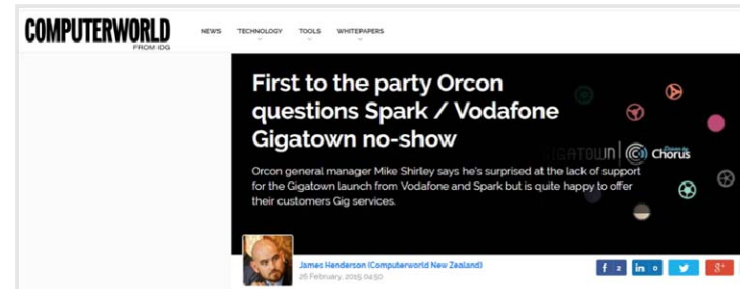 COMPUTERWORLD
FROM IDG
NEWS TECHNOLOGY TOOLS WHITEPAPERS
First to the party Orcon
questions Spark / Vodafone
Gigatown no-show
GIGATOWN Chorus
Orcon general manager Mike Shirley says he's surprised at the lack of support
for the Gigatown launch from Vodafone and Spark but is quite happy to offer
their customers Gig services.
James Henderson (Computerworld New Zealand)
26 February, 2015 04:50
f 2 in 0 g+